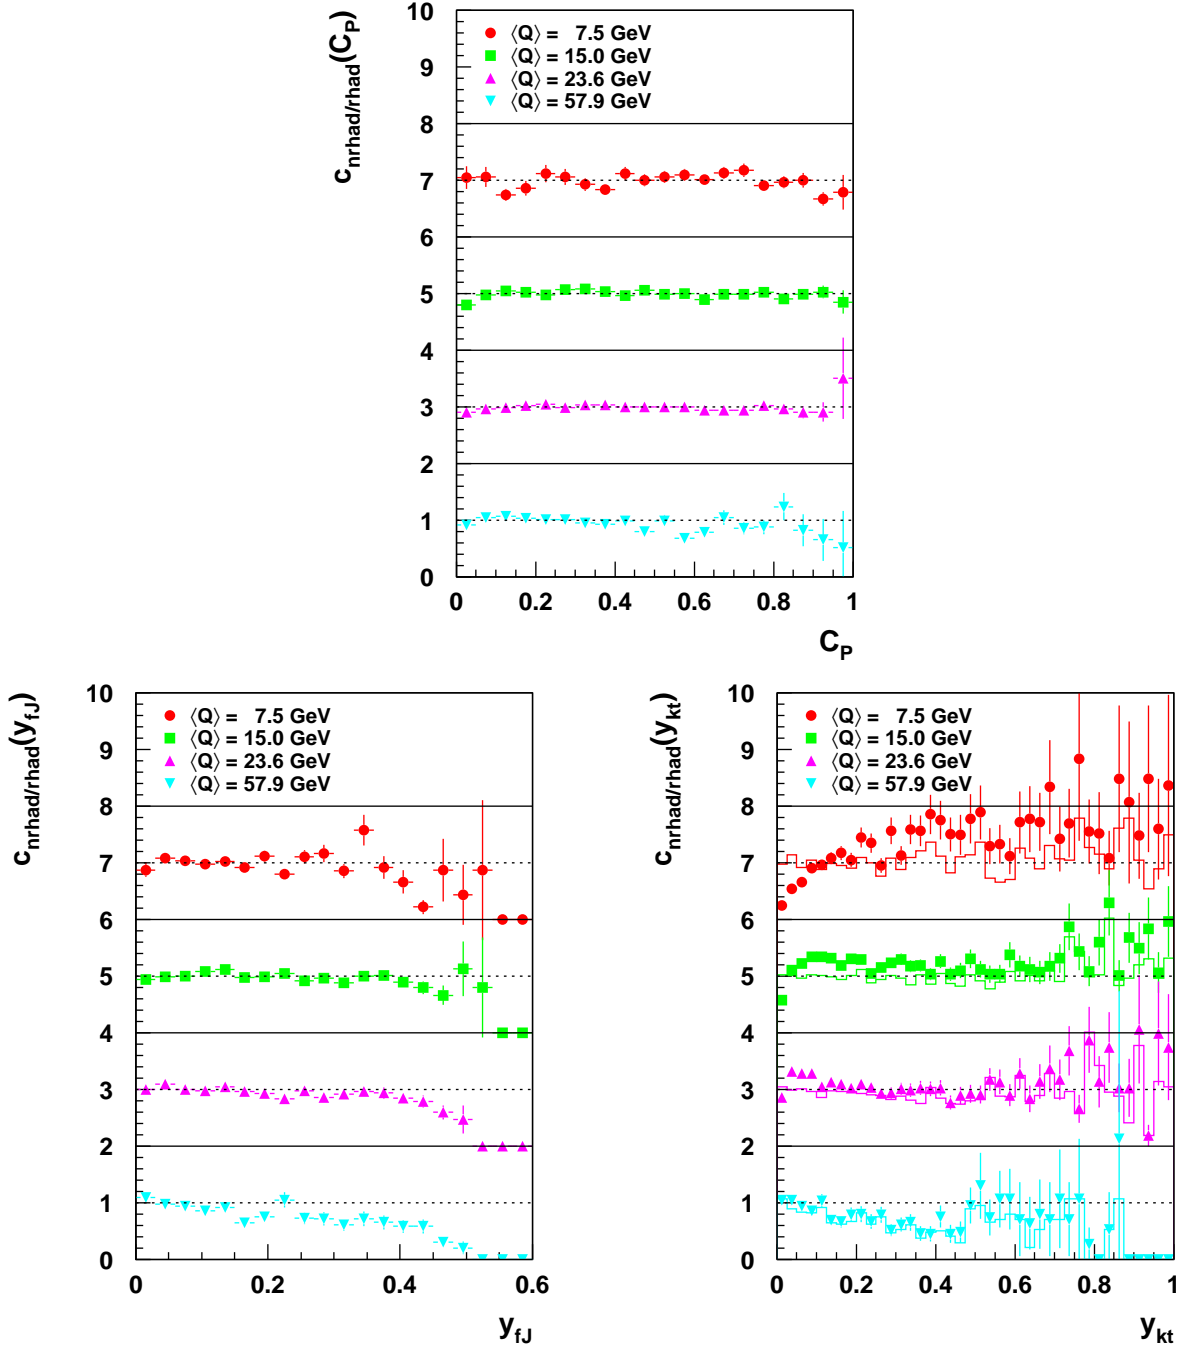 c_nrhad/rhad(C_P)
10
9
8
7
6
5
4
3
2
1
0
⟨Q⟩ = 7.5 GeV
⟨Q⟩ = 15.0 GeV
⟨Q⟩ = 23.6 GeV
⟨Q⟩ = 57.9 GeV
0 0.2 0.4 0.6 0.8 1
C_P
c_nrhad/rhad(y_fJ)
10
9
8
7
6
5
4
3
2
1
0
⟨Q⟩ = 7.5 GeV
⟨Q⟩ = 15.0 GeV
⟨Q⟩ = 23.6 GeV
⟨Q⟩ = 57.9 GeV
0 0.2 0.4 0.6
y_fJ
c_nrhad/rhad(y_kt)
10
9
8
7
6
5
4
3
2
1
0
⟨Q⟩ = 7.5 GeV
⟨Q⟩ = 15.0 GeV
⟨Q⟩ = 23.6 GeV
⟨Q⟩ = 57.9 GeV
0 0.2 0.4 0.6 0.8 1
y_kt